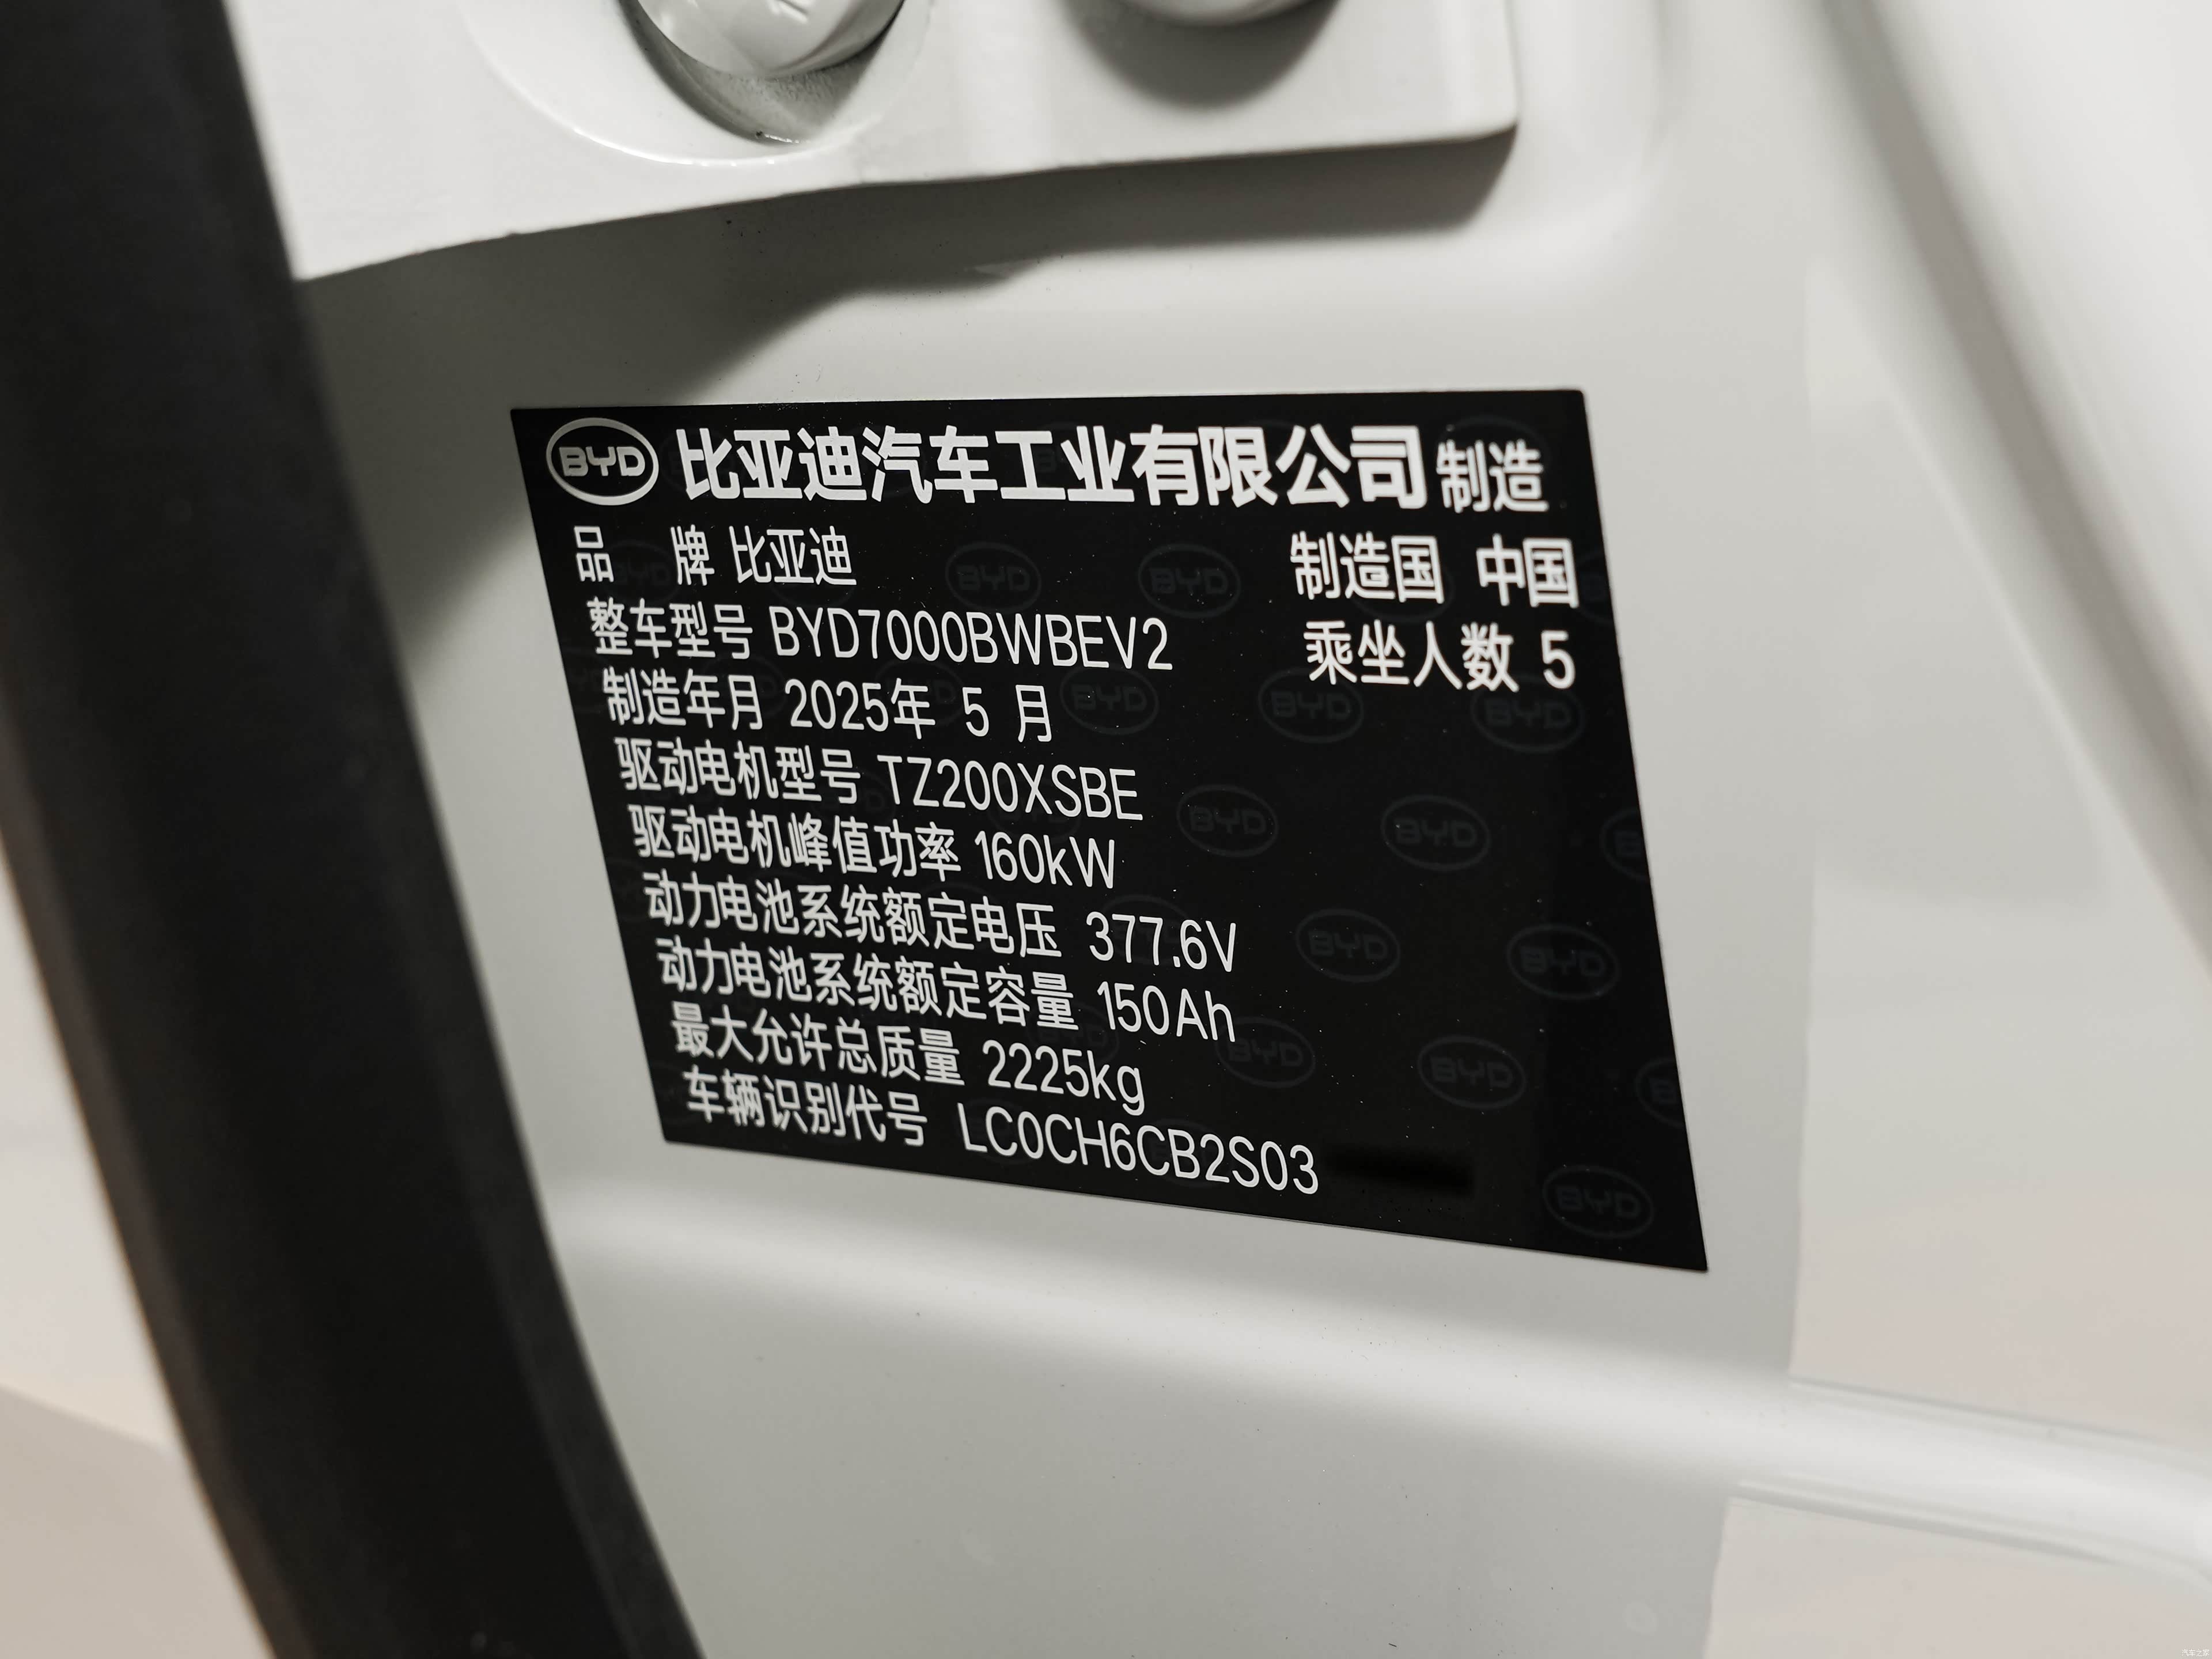 BYD 比亚迪汽车工业有限公司 制造
品 牌 比亚迪 制造国 中国
整车型号 BYD7000BWBEV2 乘坐人数 5
制造年月 2025年 5 月
驱动电机型号 TZ200XSBE
驱动电机峰值功率 160kW
动力电池系统额定电压 377.6V
动力电池系统额定容量 150Ah
最大允许总质量 2225kg
车辆识别代号 LC0CH6CB2S03
汽车之家